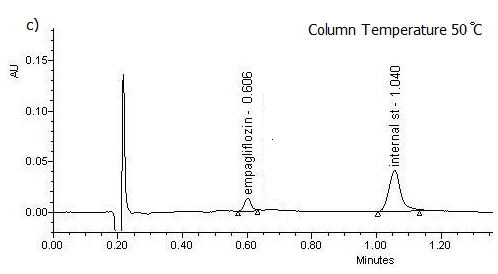 c)
Column Temperature 50 °C
AU
0.15
0.10
0.05
0.00
empagliflozin - 0.606
internal st - 1.040
0.00 0.20 0.40 0.60 0.80 1.00 1.20
Minutes